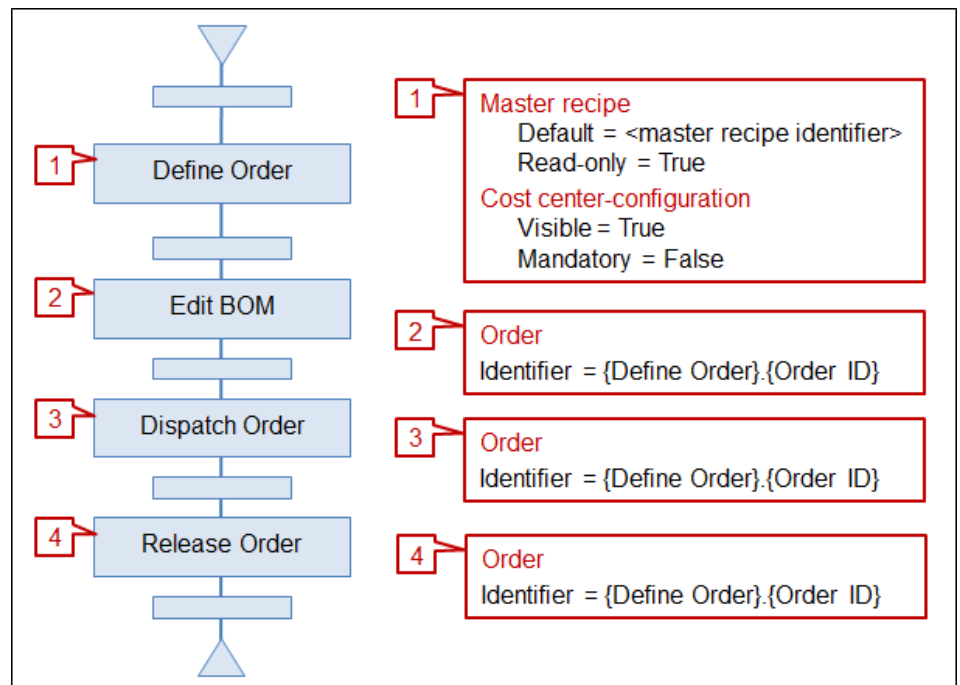 1
Define Order
2
Edit BOM
3
Dispatch Order
4
Release Order
1
Master recipe
Default = <master recipe identifier>
Read-only = True
Cost center-configuration
Visible = True
Mandatory = False
2
Order
Identifier = {Define Order}.{Order ID}
3
Order
Identifier = {Define Order}.{Order ID}
4
Order
Identifier = {Define Order}.{Order ID}